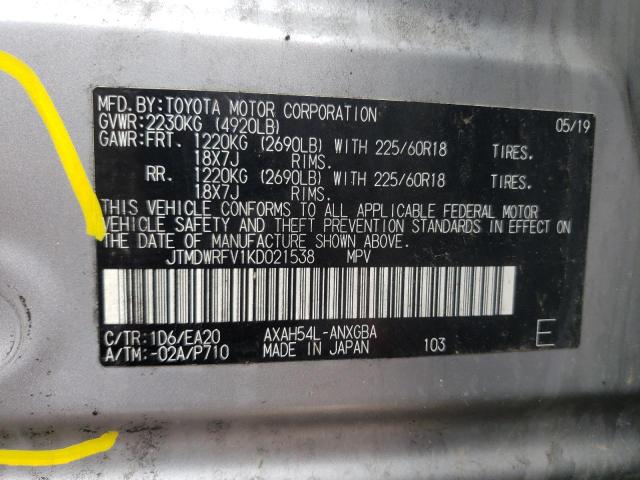 MFD.BY:TOYOTA MOTOR CORPORATION 05/19
GVWR:2230KG (4920LB)
GAWR:FRT. 1220KG (2690LB) WITH 225/60R18 TIRES.
18X7J RIMS.
RR. 1220KG (2690LB) WITH 225/60R18 TIRES.
18X7J RIMS.
THIS VEHICLE CONFORMS TO ALL APPLICABLE FEDERAL MOTOR
VEHICLE SAFETY AND THEFT PREVENTION STANDARDS IN EFFECT ON
THE DATE OF MANUFACTURE SHOWN ABOVE.
JTMDWRFV1KD021538 MPV
C/TR:1D6/EA20 AXAH54L-ANXGBA
A/TM:-02A/P710 MADE IN JAPAN 103 E